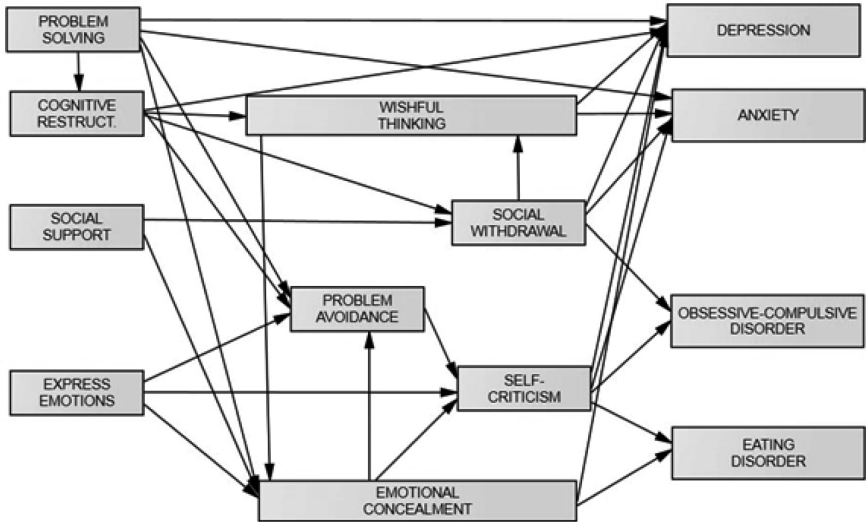 PROBLEM
SOLVING
DEPRESSION
COGNITIVE
RESTRUCT.
WISHFUL
THINKING
ANXIETY
SOCIAL
SUPPORT
SOCIAL
WITHDRAWAL
PROBLEM
AVOIDANCE
OBSESSIVE-COMPULSIVE
DISORDER
EXPRESS
EMOTIONS
SELF-
CRITICISM
EATING
DISORDER
EMOTIONAL
CONCEALMENT